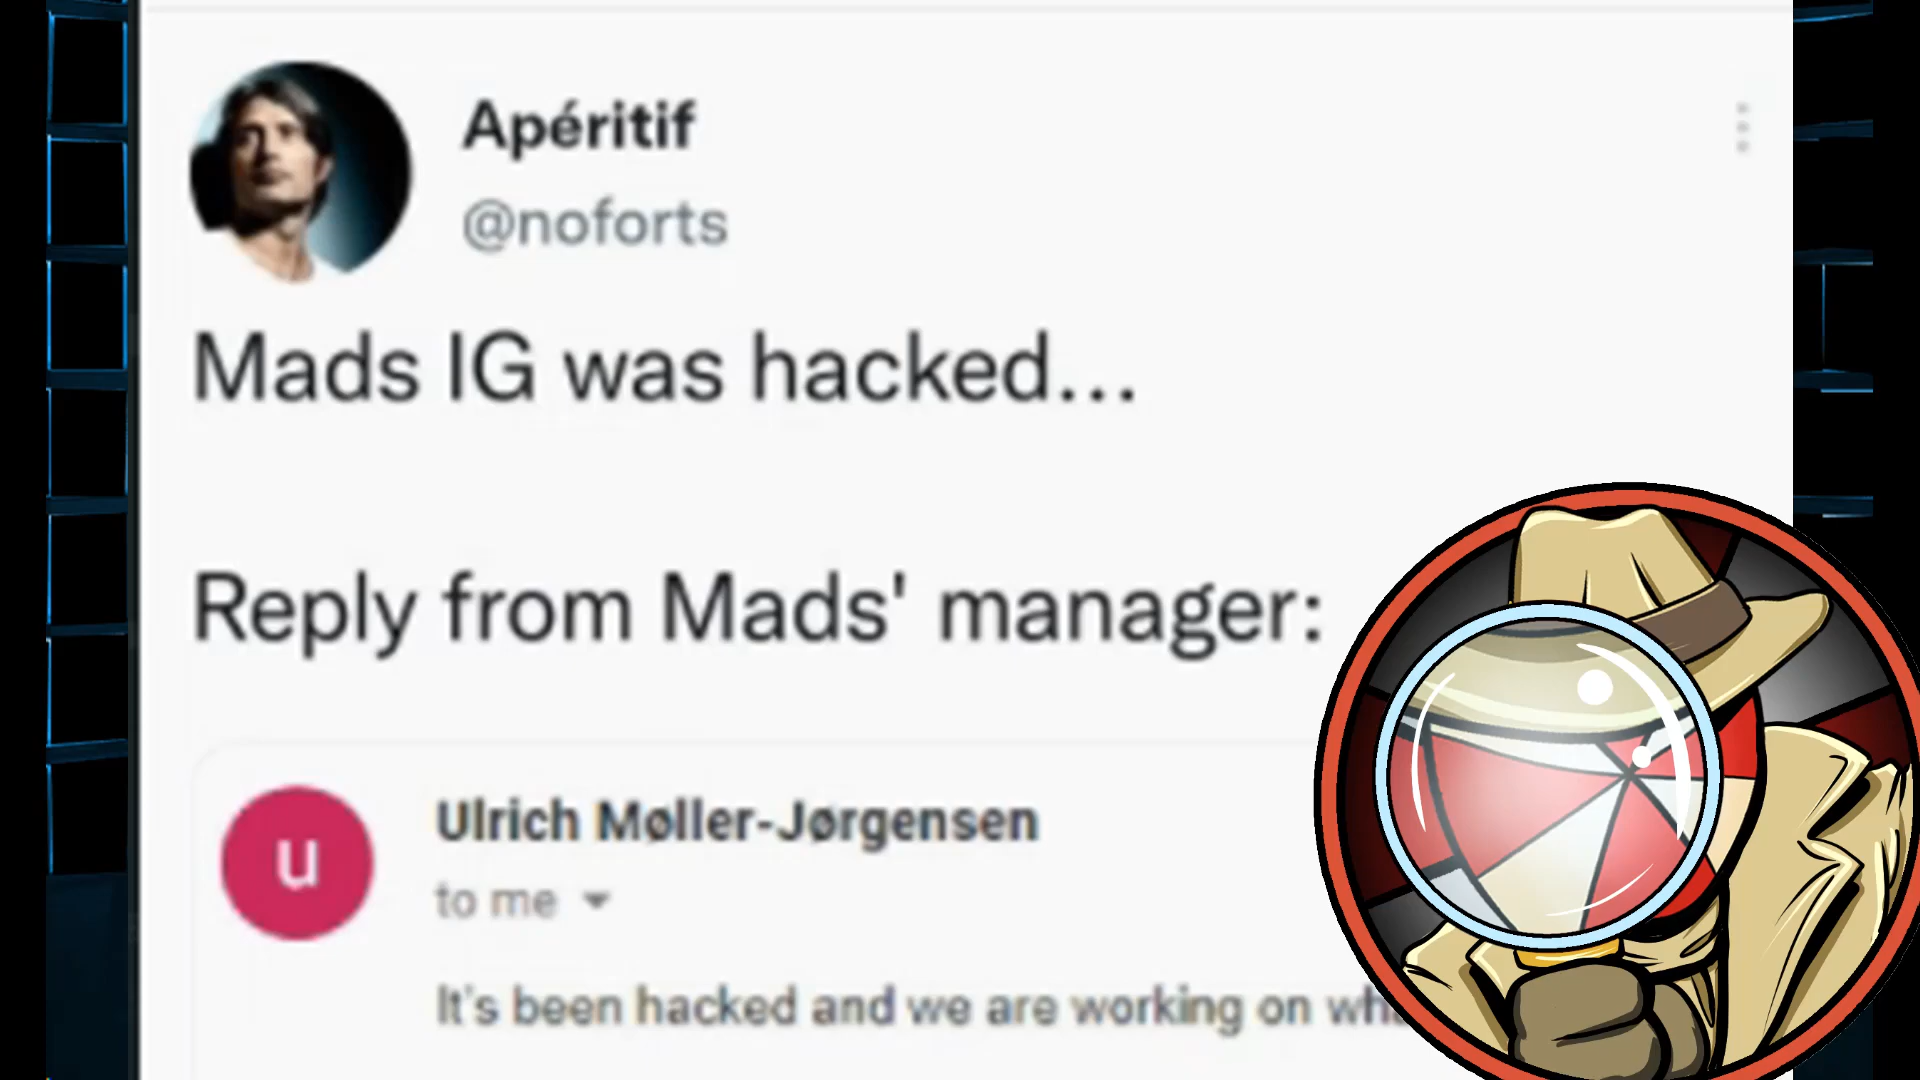 Apéritif
@noforts
Mads IG was hacked...
Reply from Mads' manager:
u
Ulrich Møller-Jørgensen
to me
It's been hacked and we are working on